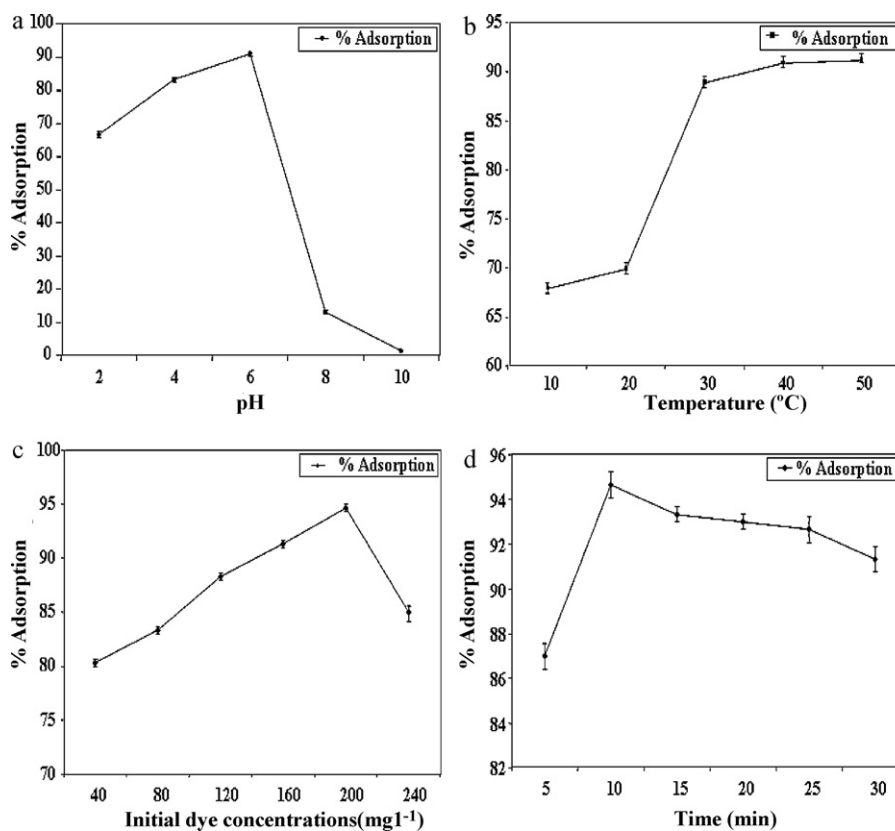 a
% Adsorption
100
90
80
70
60
50
40
30
20
10
0
% Adsorption
2 4 6 8 10
pH
b
% Adsorption
95
90
85
80
75
70
65
60
% Adsorption
10 20 30 40 50
Temperature (ºC)
c
% Adsorption
100
95
90
85
80
75
70
% Adsorption
40 80 120 160 200 240
Initial dye concentrations(mg1⁻¹)
d
% Adsorption
96
94
92
90
88
86
84
82
% Adsorption
5 10 15 20 25 30
Time (min)